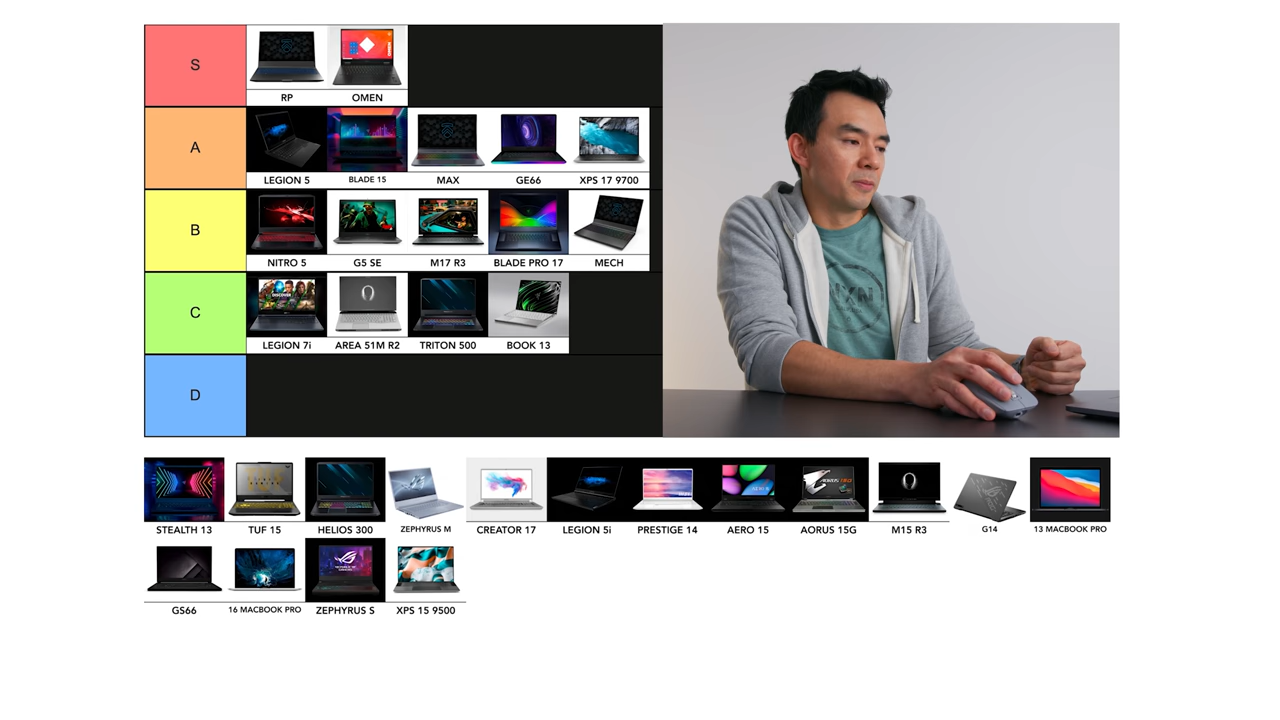 S
RP
OMEN
A
LEGION 5
BLADE 15
MAX
GE66
XPS 17 9700
B
NITRO 5
G5 SE
M17 R3
BLADE PRO 17
MECH
C
DISCOVER
LEGION 7i
AREA 51M R2
TRITON 500
BOOK 13
D
STEALTH 13
TUF 15
HELIOS 300
ZEPHYRUS M
CREATOR 17
LEGION 5i
PRESTIGE 14
AERO 15
AORUS 15G
M15 R3
G14
13 MACBOOK PRO
GS66
16 MACBOOK PRO
ZEPHYRUS S
XPS 15 9500